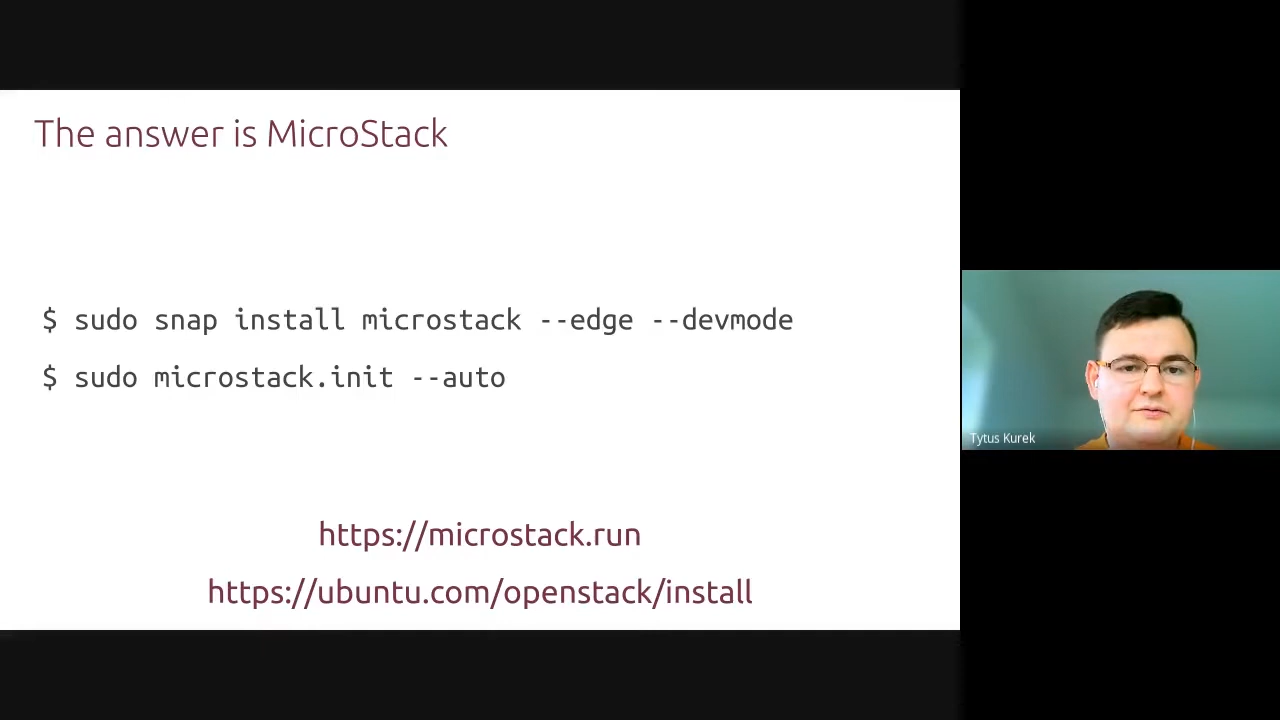 The answer is MicroStack
$ sudo snap install microstack --edge --devmode
$ sudo microstack.init --auto
https://microstack.run
https://ubuntu.com/openstack/install
Tytus Kurek